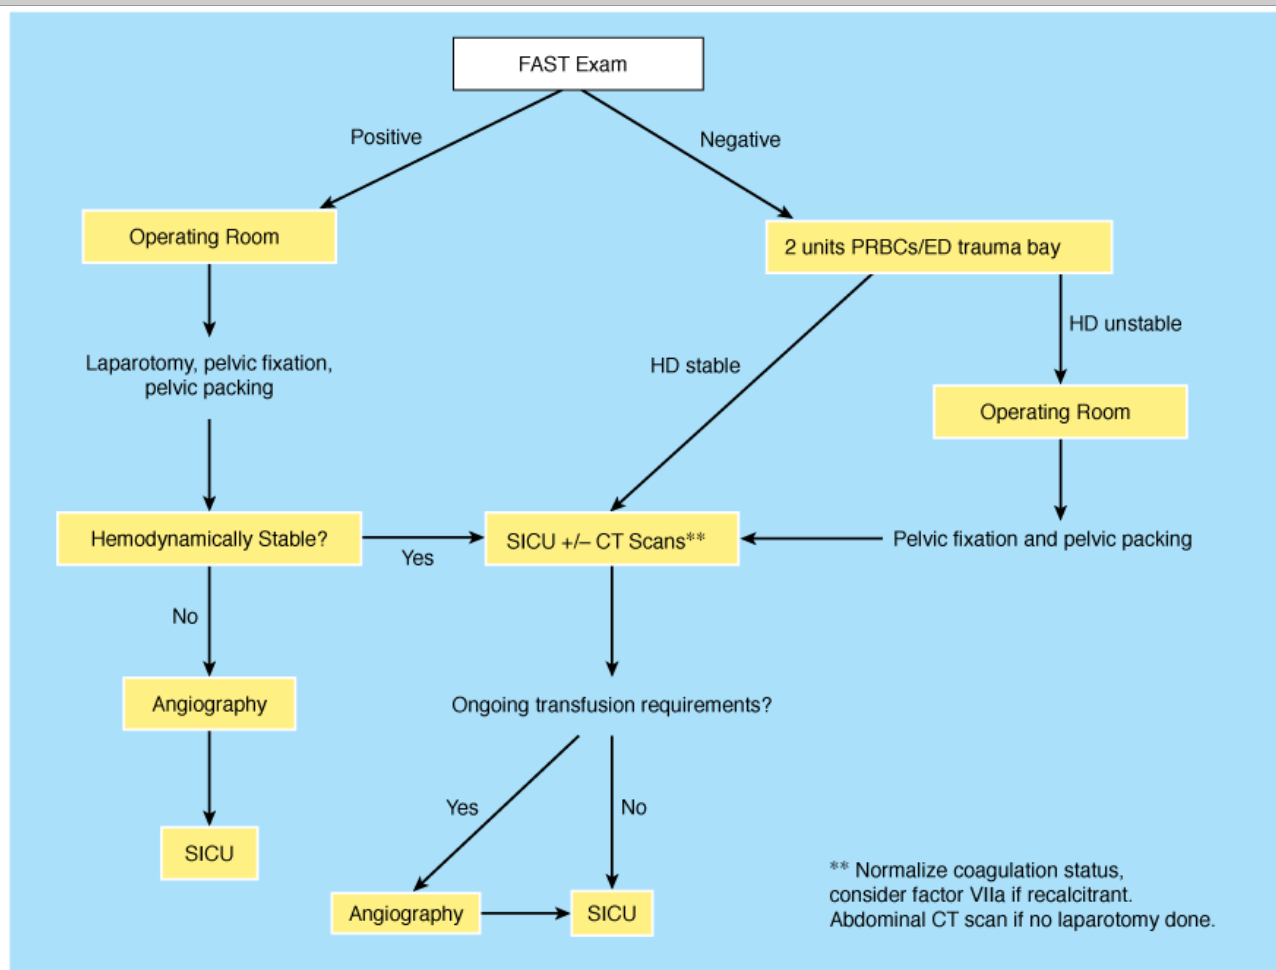 FAST Exam
Positive
Negative
Operating Room
2 units PRBCs/ED trauma bay
HD unstable
Laparotomy, pelvic fixation,
pelvic packing
HD stable
Operating Room
Hemodynamically Stable?
Yes
SICU +/– CT Scans**
Pelvic fixation and pelvic packing
No
Angiography
Ongoing transfusion requirements?
Yes
No
SICU
Angiography
SICU
** Normalize coagulation status,
consider factor VIIa if recalcitrant.
Abdominal CT scan if no laparotomy done.